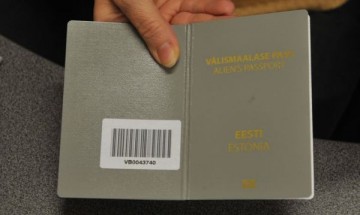 VÄLISMAALASE PASS
ALIEN'S PASSPORT
EESTI
ESTONIA
VB0043740